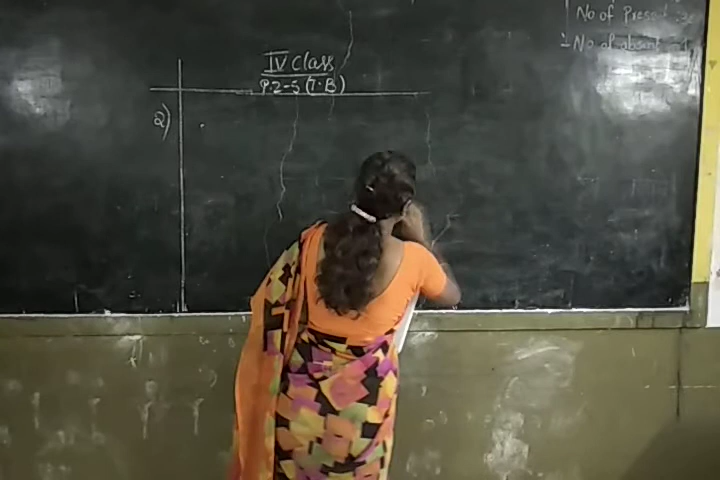 No of Present
No of absent
IV Class
P.2-5 (T.B)
2)